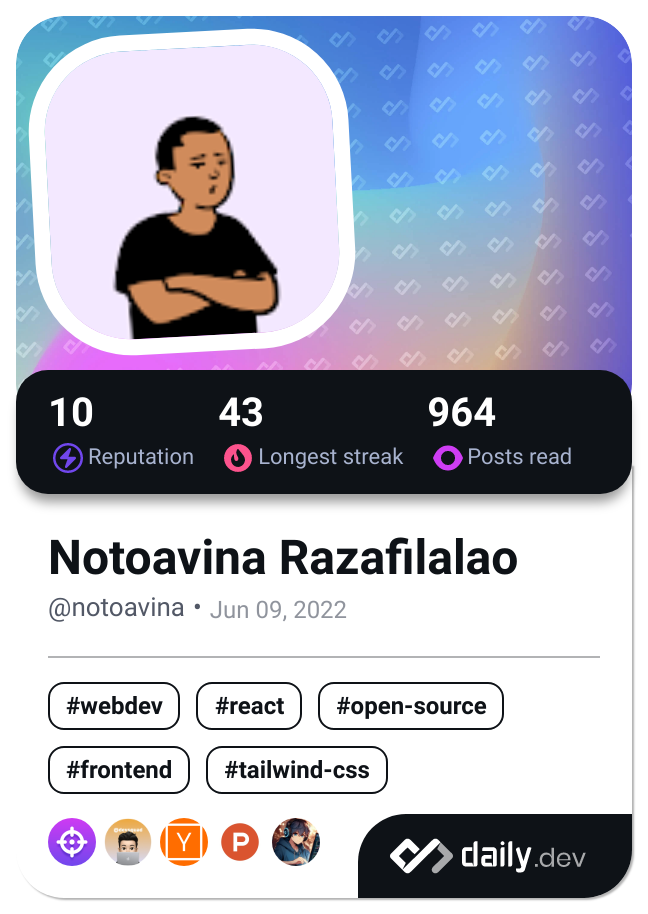 10 43 964
Reputation Longest streak Posts read
Notoavina Razafilalao
@notoavina • Jun 09, 2022
#webdev #react #open-source
#frontend #tailwind-css
Y P
daily.dev